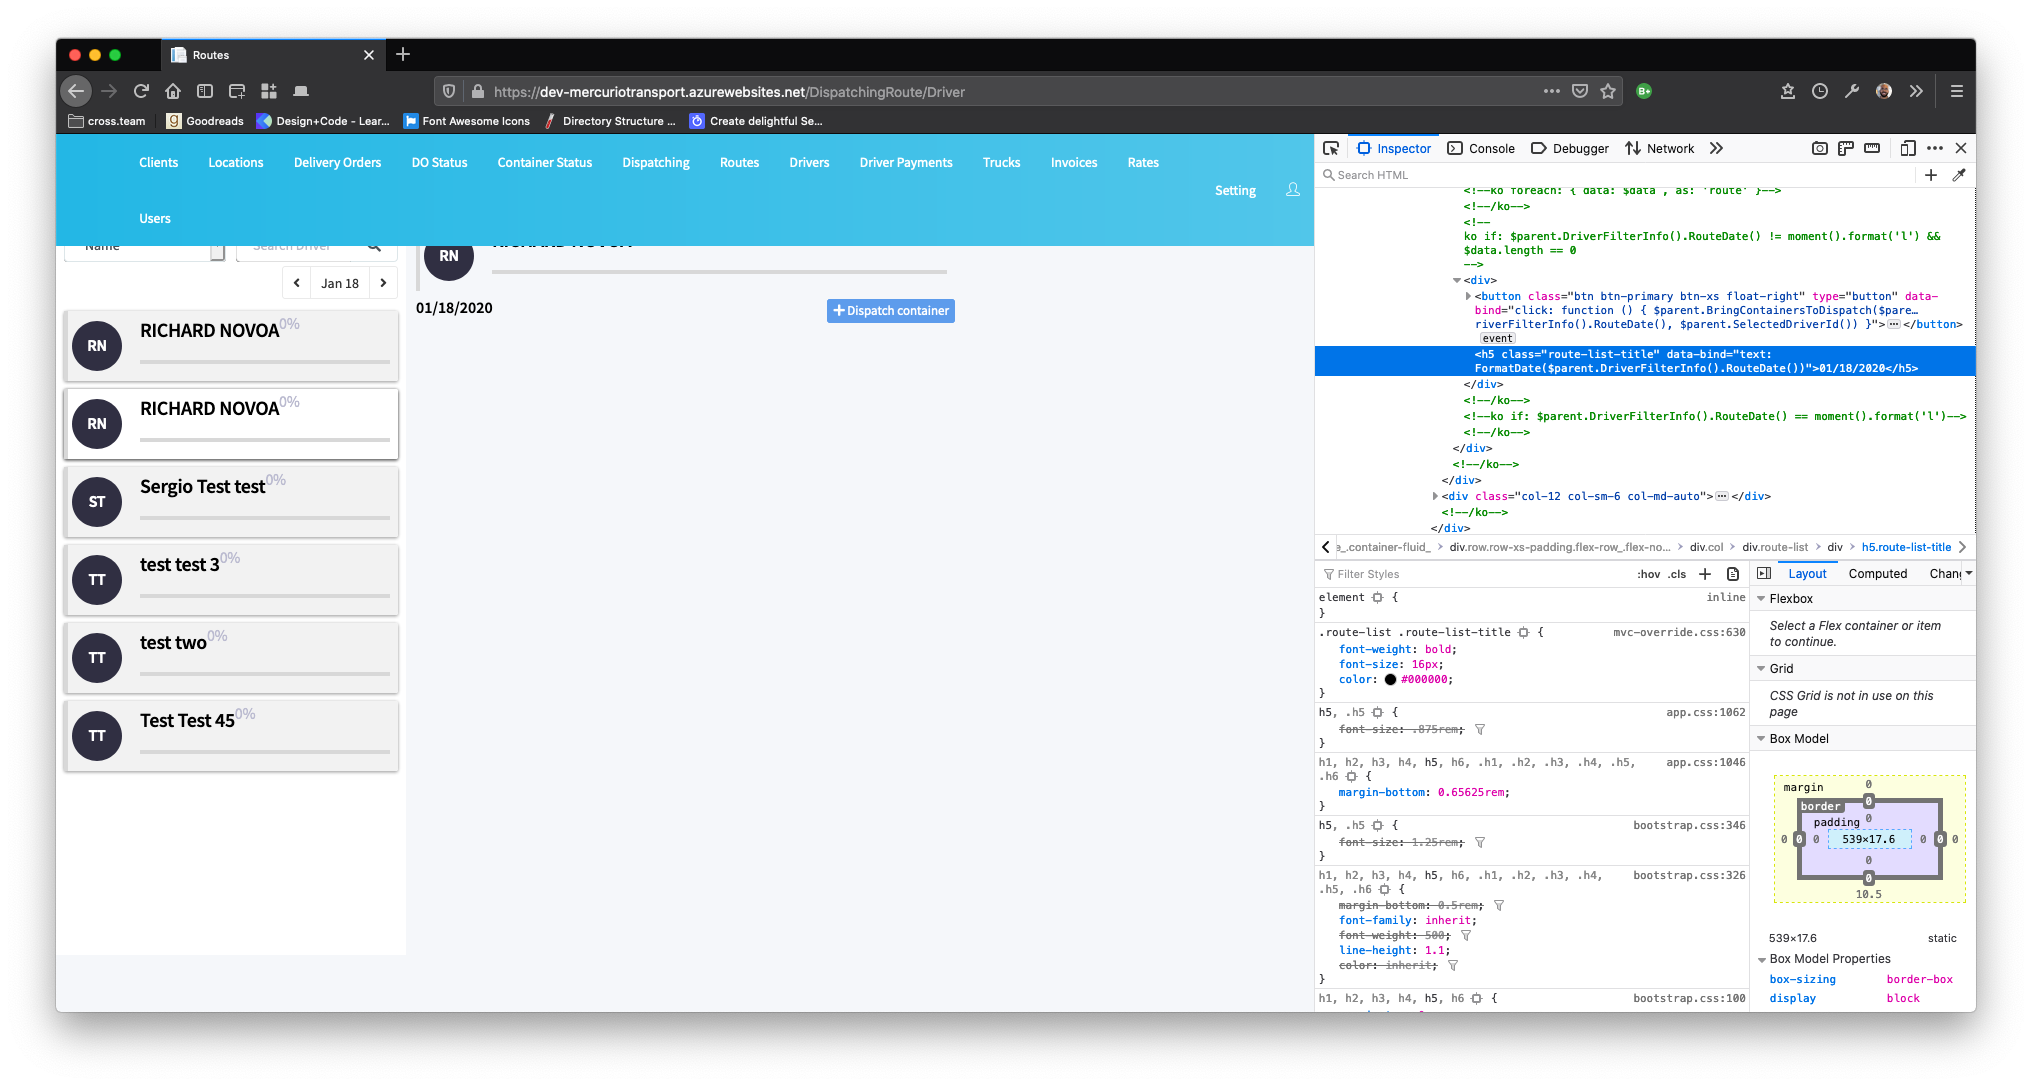 Routes
https://dev-mercuriotransport.azurewebsites.net/DispatchingRoute/Driver
B+
cross.team
g Goodreads
Design+Code - Lear...
Font Awesome Icons
Directory Structure ...
Create delightful Se...
Clients Locations Delivery Orders DO Status Container Status Dispatching Routes Drivers Driver Payments Trucks Invoices Rates
Setting
Users
Name Search Driver
Jan 18
RN RICHARD NOVOA 0%
RN RICHARD NOVOA 0%
ST Sergio Test test 0%
TT test test 3 0%
TT test two 0%
TT Test Test 45 0%
RN RICHARD NOVOA
01/18/2020 + Dispatch container
Inspector Console Debugger Network
Search HTML
<!--ko foreach: { data: $data , as: 'route' }-->
<!--/ko-->
<!--
ko if: $parent.DriverFilterInfo().RouteDate() != moment().format('l') &&
$data.length == 0
-->
<div>
<button class="btn btn-primary btn-xs float-right" type="button" data-
bind="click: function () { $parent.BringContainersToDispatch($pare…
riverFilterInfo().RouteDate(), $parent.SelectedDriverId()) }">…</button>
event
<h5 class="route-list-title" data-bind="text:
FormatDate($parent.DriverFilterInfo().RouteDate())">01/18/2020</h5>
</div>
<!--/ko-->
<!--ko if: $parent.DriverFilterInfo().RouteDate() == moment().format('l')-->
<!--/ko-->
</div>
<!--/ko-->
</div>
<div class="col-12 col-sm-6 col-md-auto">…</div>
<!--/ko-->
</div>
e_.container-fluid_ > div.row.row-xs-padding.flex-row_.flex-no… > div.col > div.route-list > div > h5.route-list-title
Filter Styles :hov .cls +
element { inline
}
.route-list .route-list-title { mvc-override.css:630
font-weight: bold;
font-size: 16px;
color: #000000;
}
h5, .h5 { app.css:1062
font-size: .875rem;
}
h1, h2, h3, h4, h5, h6, .h1, .h2, .h3, .h4, .h5, app.css:1046
.h6 {
margin-bottom: 0.65625rem;
}
h5, .h5 { bootstrap.css:346
font-size: 1.25rem;
}
h1, h2, h3, h4, h5, h6, .h1, .h2, .h3, .h4, bootstrap.css:326
.h5, .h6 {
margin-bottom: 0.5rem;
font-family: inherit;
font-weight: 500;
line-height: 1.1;
color: inherit;
}
h1, h2, h3, h4, h5, h6 { bootstrap.css:100
Layout Computed Chang
Flexbox
Select a Flex container or item
to continue.
Grid
CSS Grid is not in use on this
page
Box Model
margin 0
border 0
padding 0
0 0 0 539×17.6 0 0 0
0
0
10.5
539×17.6 static
Box Model Properties
box-sizing border-box
display block